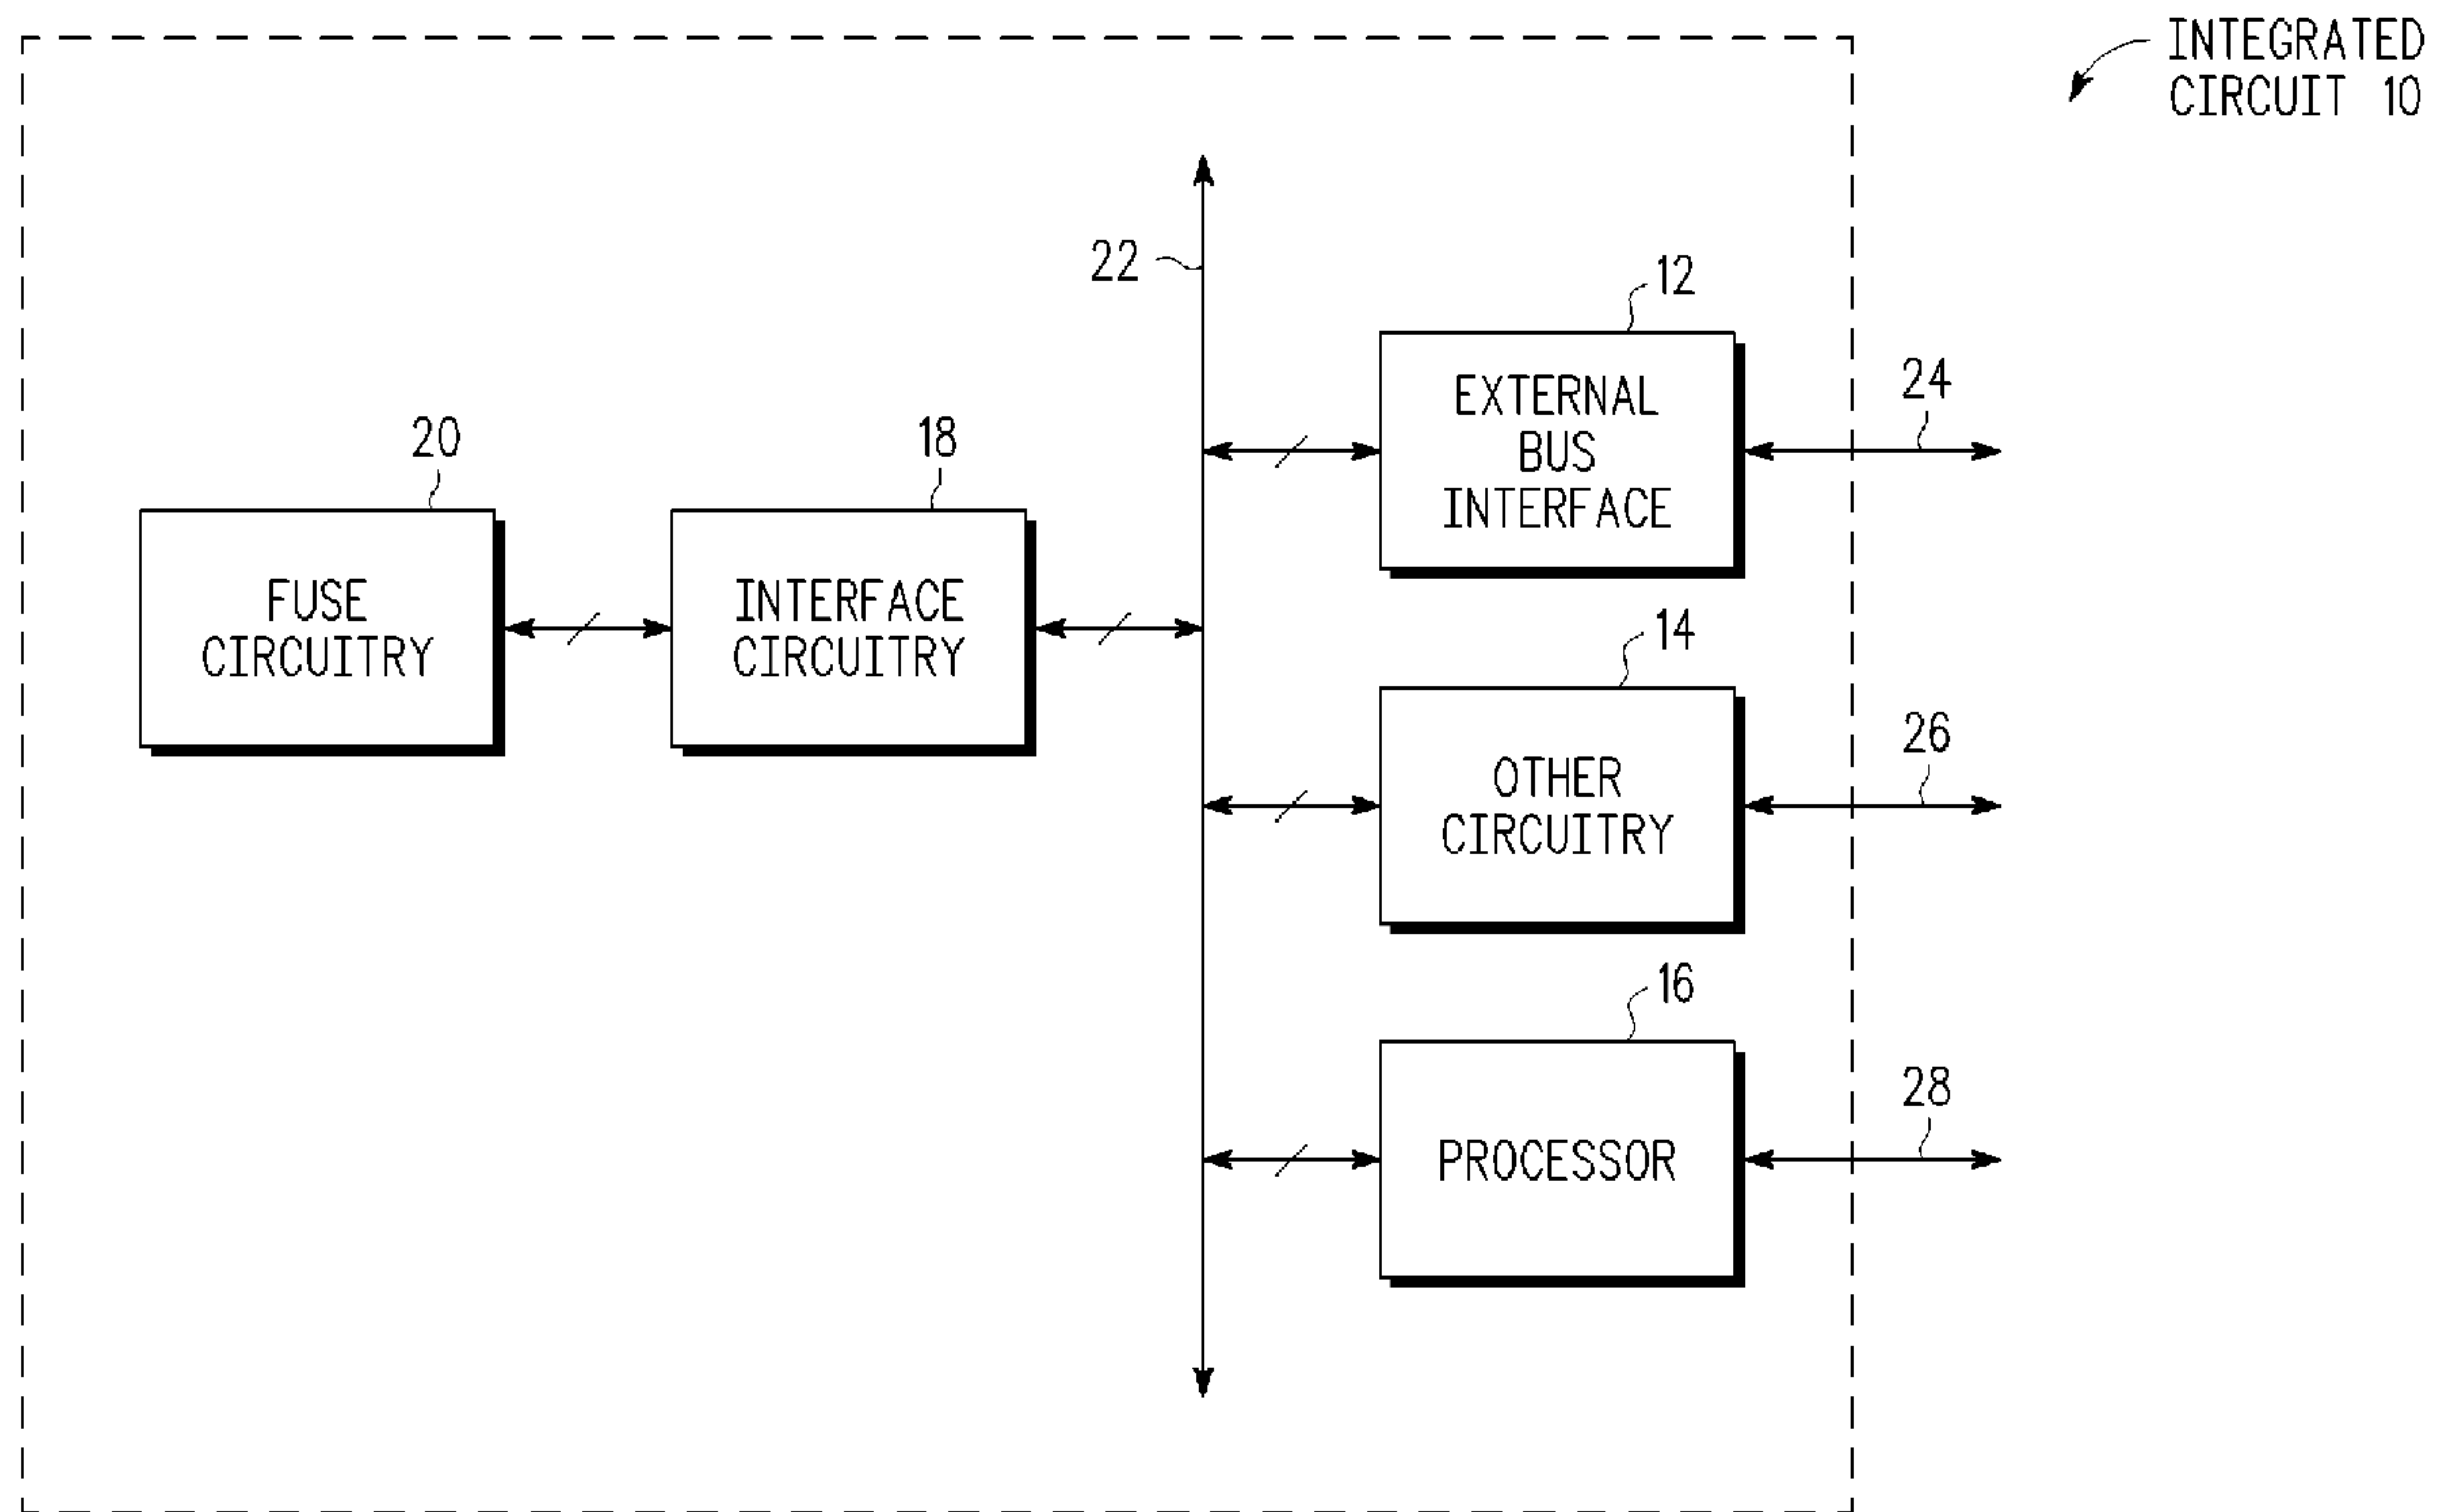 INTEGRATED
CIRCUIT 10
22
12
EXTERNAL
BUS
INTERFACE
24
20
18
FUSE
CIRCUITRY
INTERFACE
CIRCUITRY
14
OTHER
CIRCUITRY
26
16
PROCESSOR
28